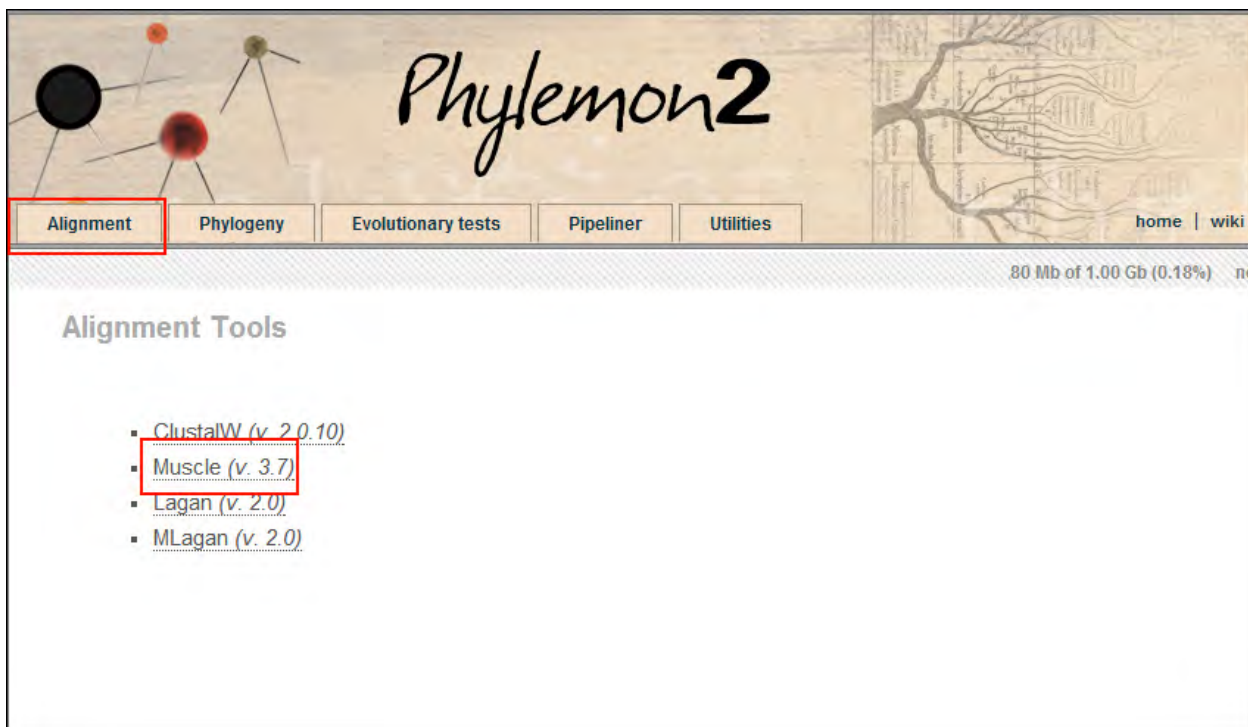 Phylemon2
Alignment Phylogeny Evolutionary tests Pipeliner Utilities home | wiki
80 Mb of 1.00 Gb (0.18%)
Alignment Tools
ClustalW (v. 2.0.10)
Muscle (v. 3.7)
Lagan (v. 2.0)
MLagan (v. 2.0)